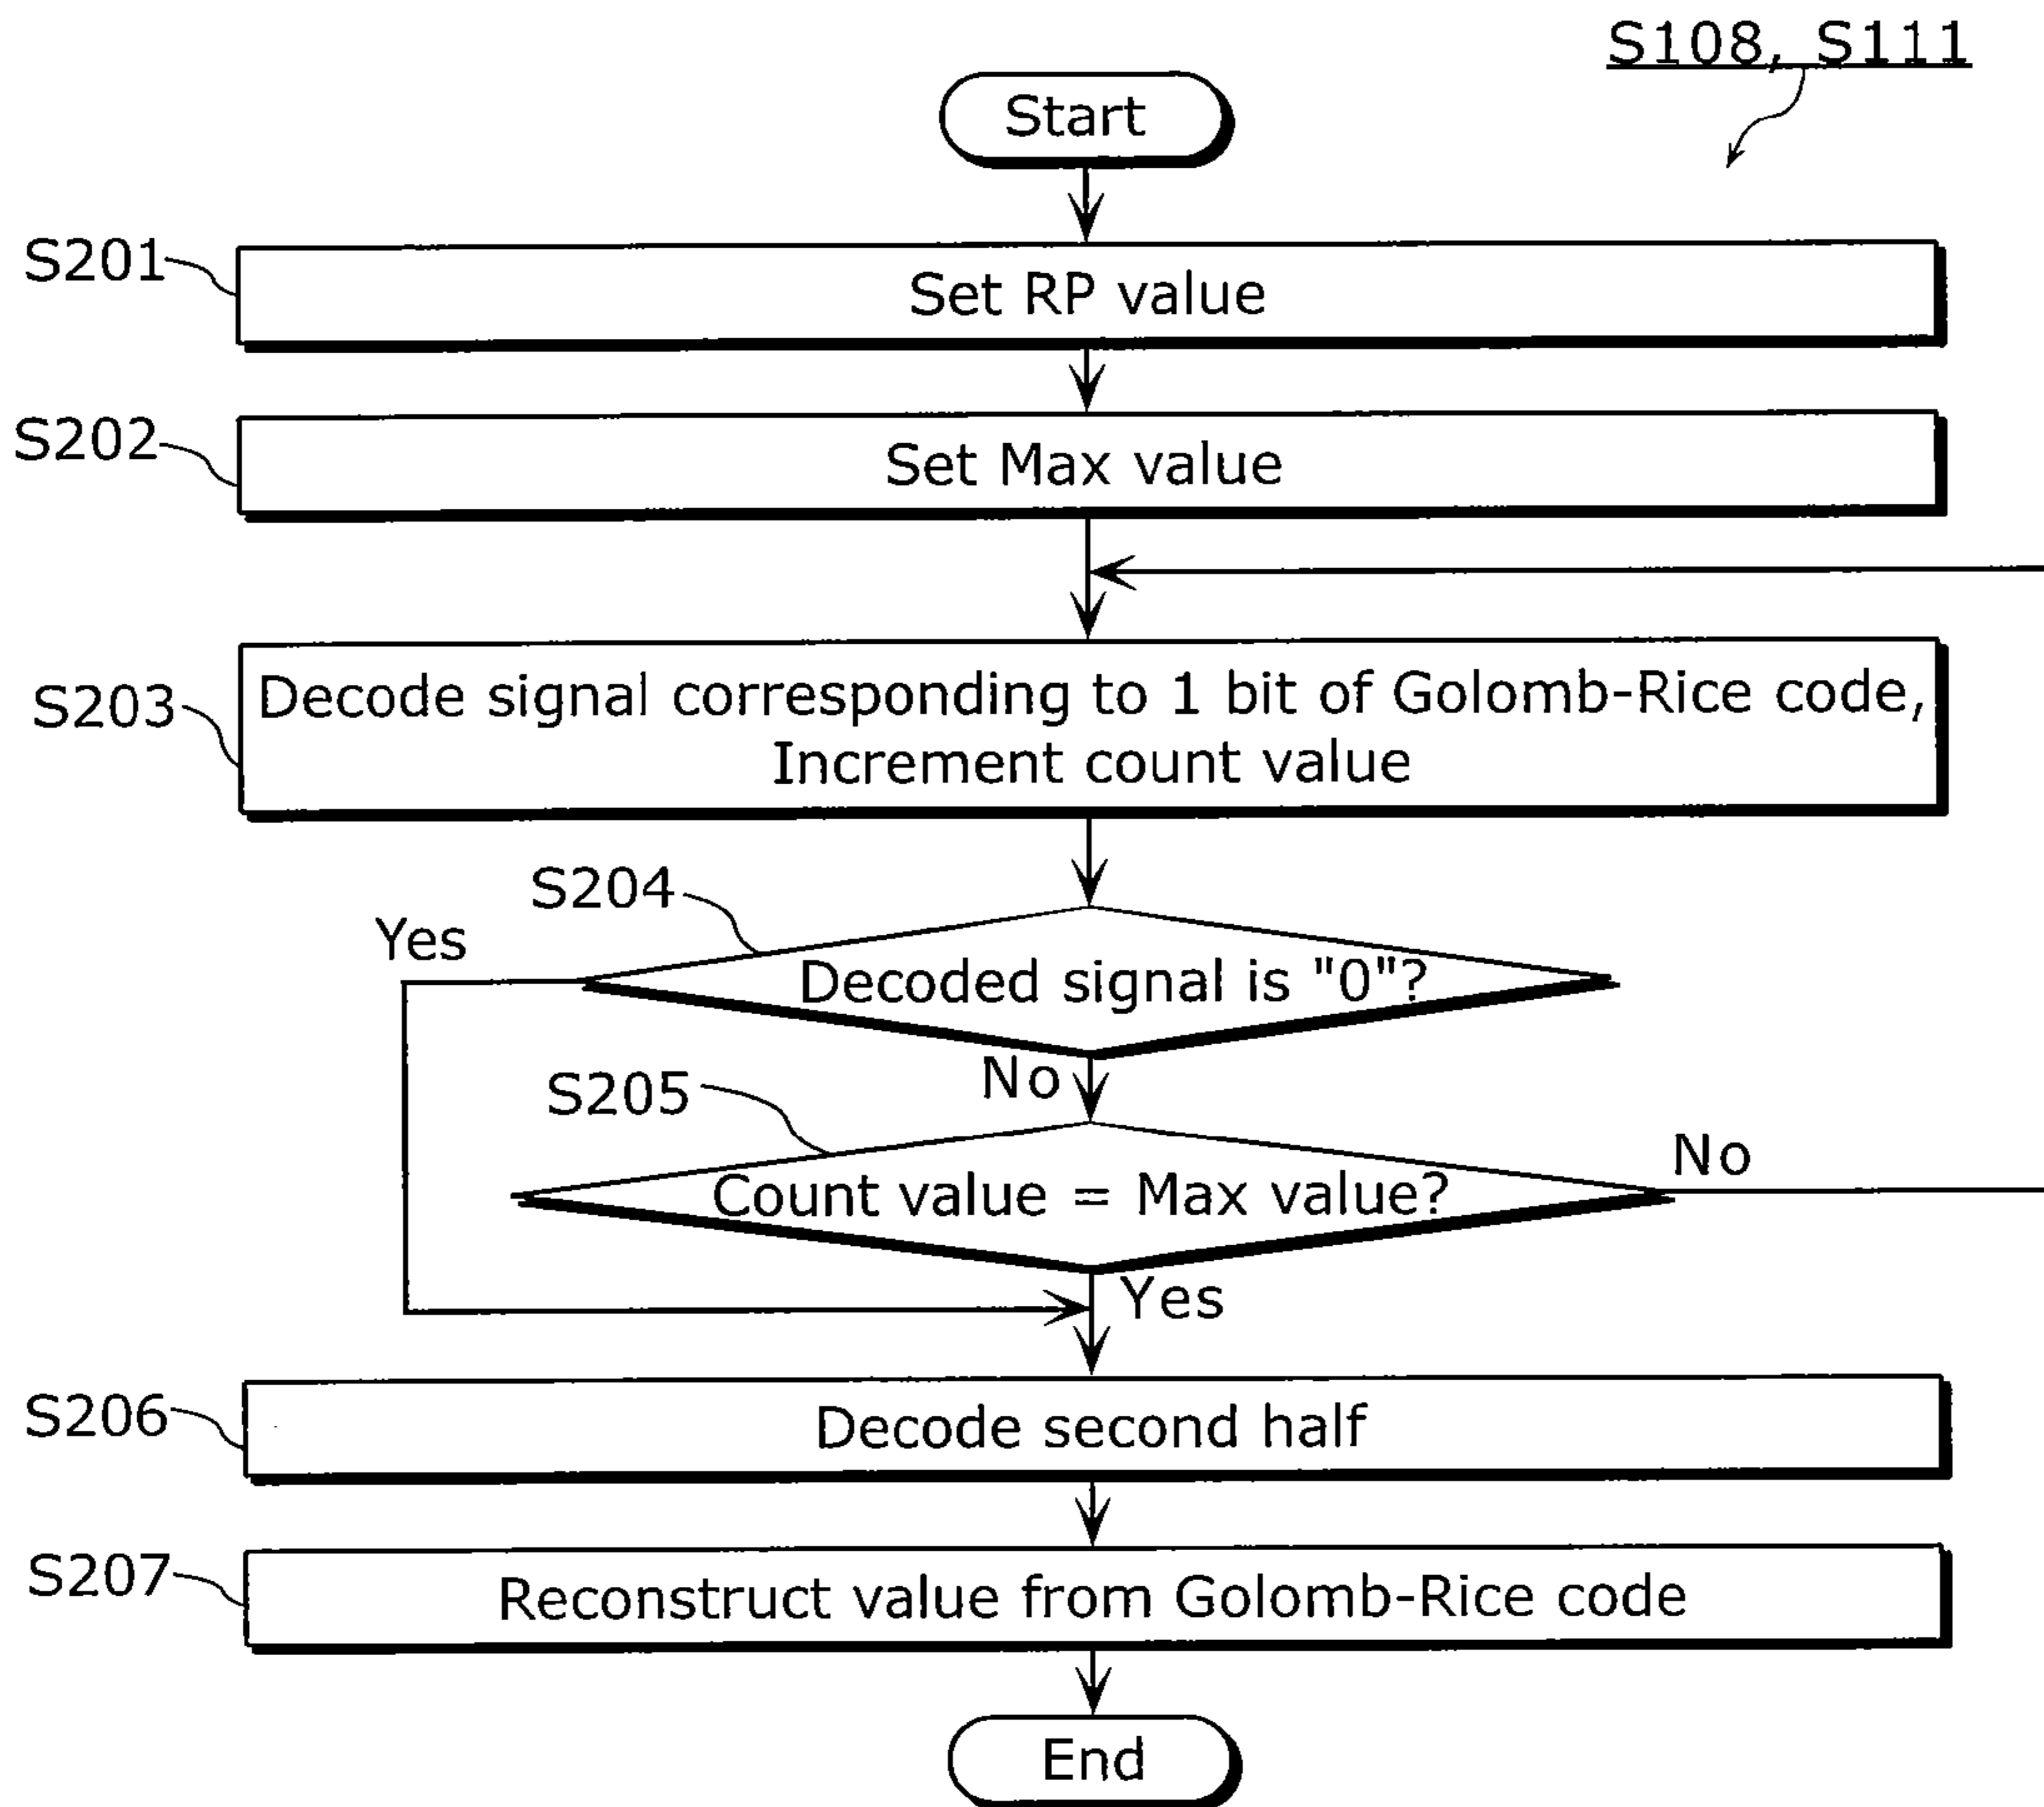 S108, S111
Start
S201
Set RP value
S202
Set Max value
S203
Decode signal corresponding to 1 bit of Golomb-Rice code,
Increment count value
S204
Yes
Decoded signal is "0"?
No
S205
No
Count value = Max value?
Yes
S206
Decode second half
S207
Reconstruct value from Golomb-Rice code
End